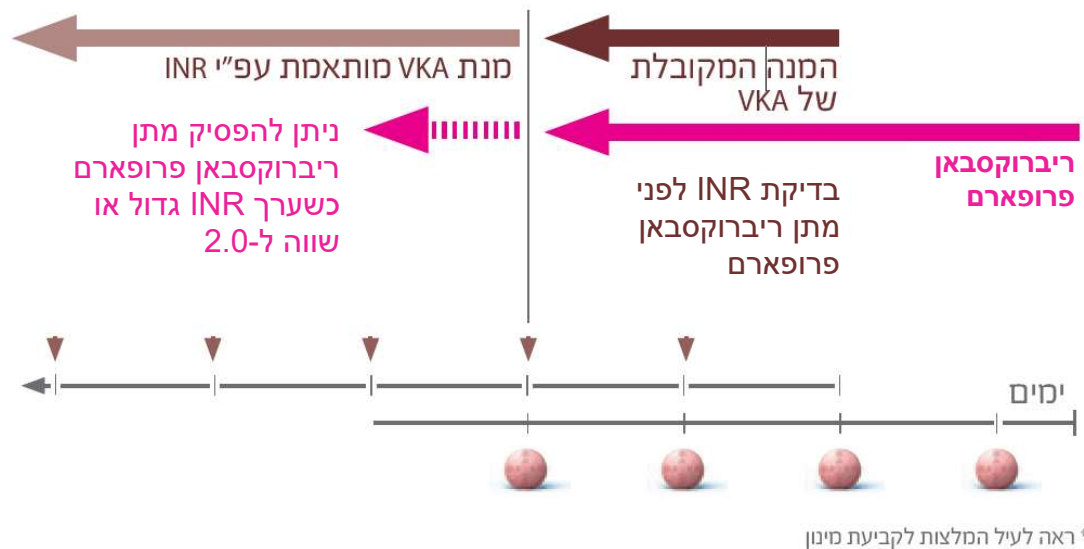 המנה המקובלת
של VKA
מנת VKA מותאמת עפ״י INR
ריברוקסבאן
פרופארם
בדיקת INR לפני
מתן ריברוקסבאן
פרופארם
ניתן להפסיק מתן
ריברוקסבאן פרופארם
כשערך INR גדול או
שווה ל-2.0
ימים
* ראה לעיל המלצות לקביעת מינון